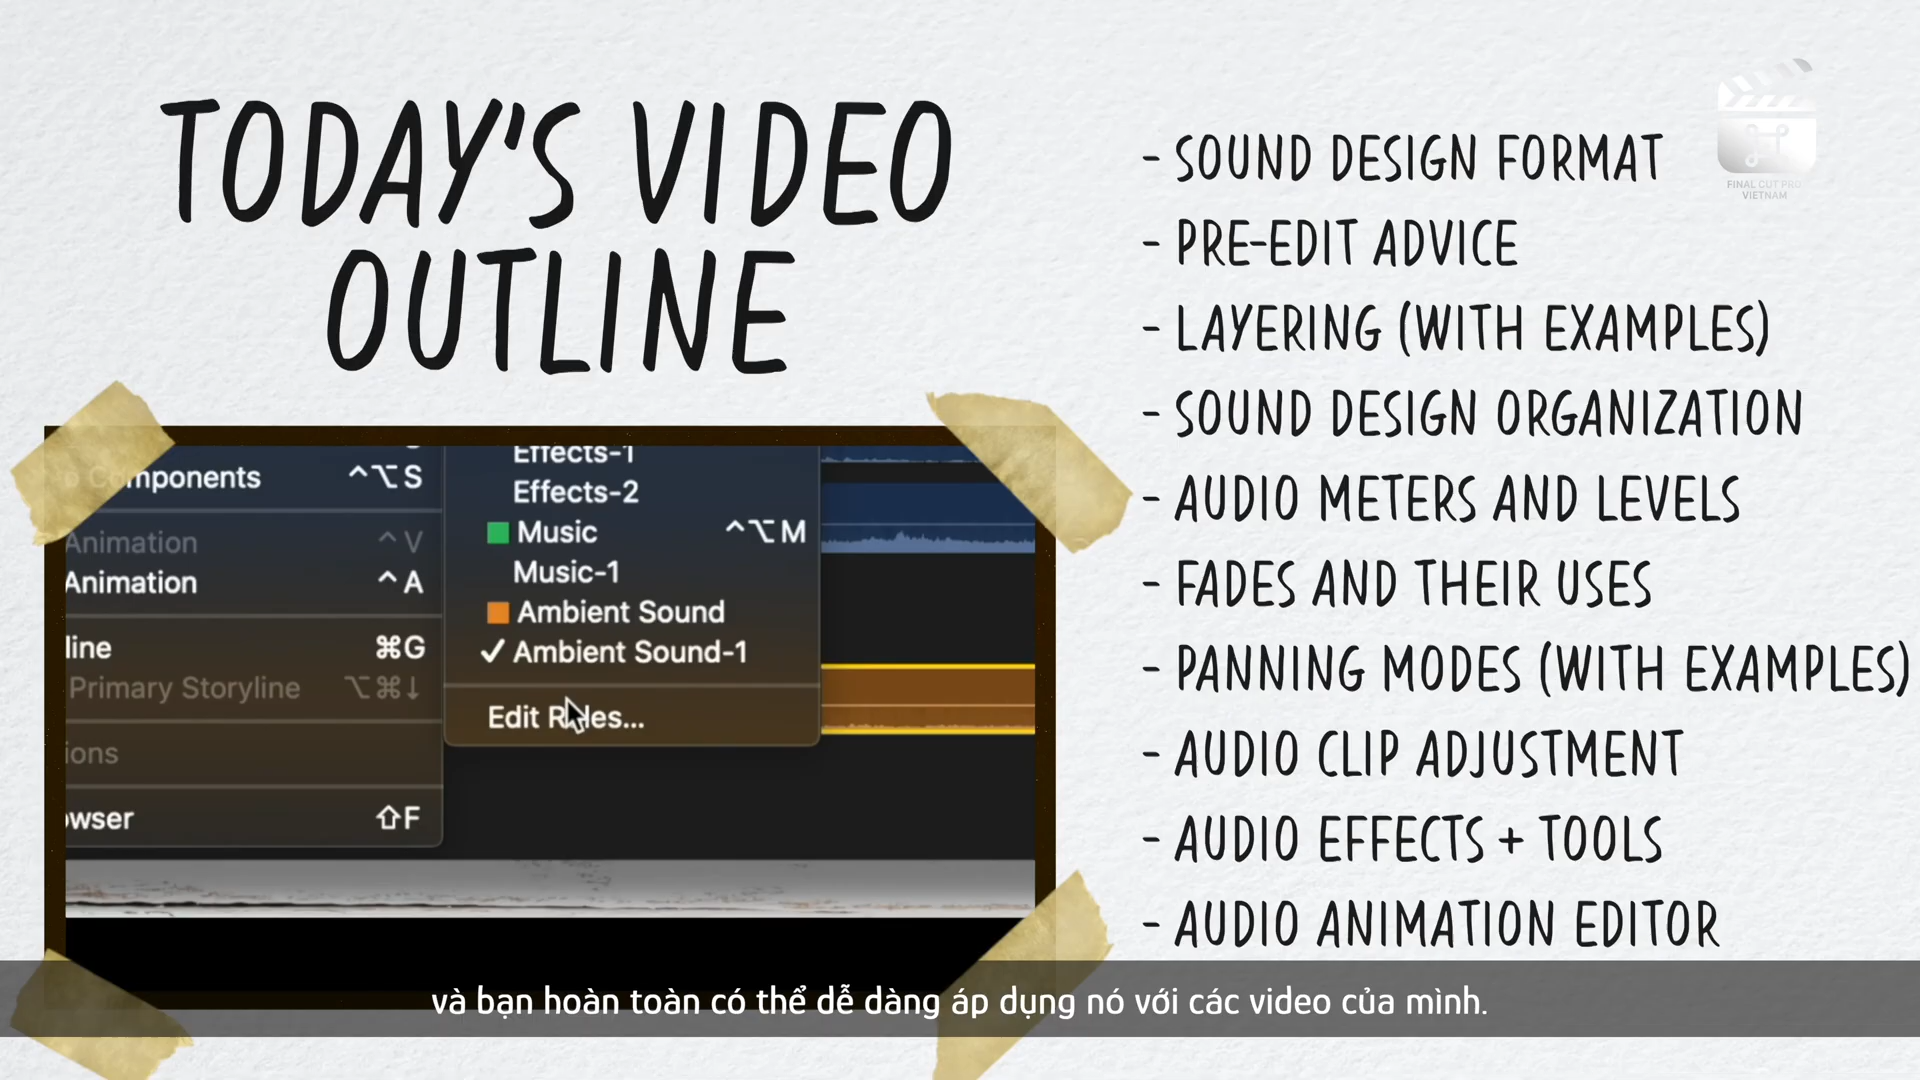 TODAY'S VIDEO
OUTLINE
- SOUND DESIGN FORMAT
- PRE-EDIT ADVICE
- LAYERING (WITH EXAMPLES)
- SOUND DESIGN ORGANIZATION
- AUDIO METERS AND LEVELS
- FADES AND THEIR USES
- PANNING MODES (WITH EXAMPLES)
- AUDIO CLIP ADJUSTMENT
- AUDIO EFFECTS + TOOLS
- AUDIO ANIMATION EDITOR
FINAL CUT PRO
VIETNAM
mponents ^⌥S
Animation ^V
Animation ^A
line ⌘G
Primary Storyline ⌥⌘↓
ions
owser ⇧F
Effects-1
Effects-2
Music ^⌥M
Music-1
Ambient Sound
✓ Ambient Sound-1
Edit Roles...
và bạn hoàn toàn có thể dễ dàng áp dụng nó với các video của mình.